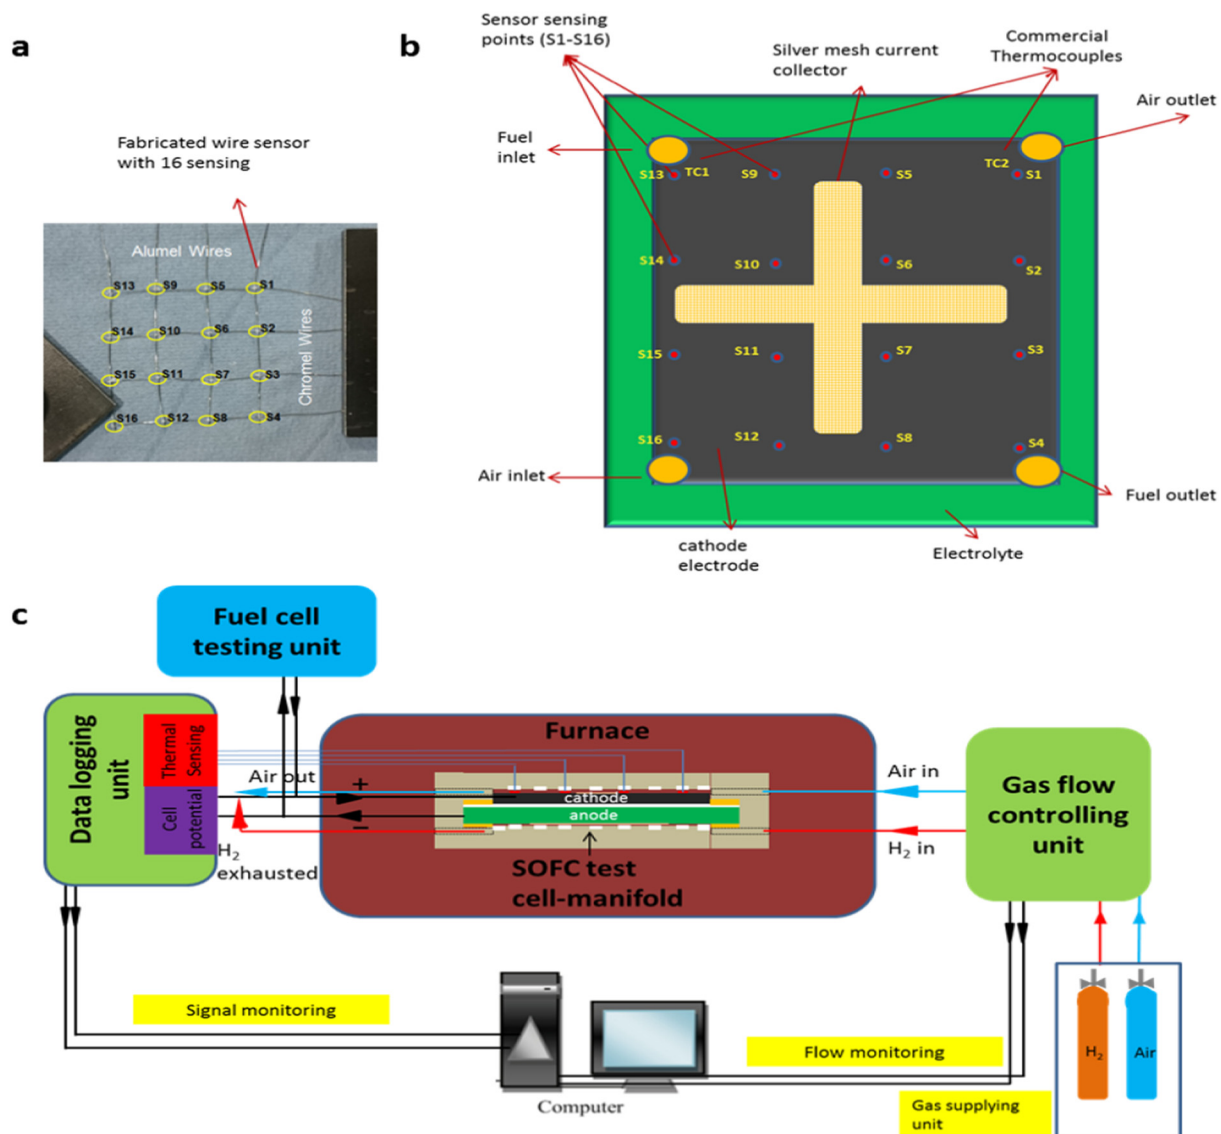 a
Fabricated wire sensor
with 16 sensing
Alumel Wires
Chromel Wires
S13 S9 S5 S1
S14 S10 S6 S2
S15 S11 S7 S3
S16 S12 S8 S4
b
Sensor sensing
points (S1-S16)
Silver mesh current
collector
Commercial
Thermocouples
Air outlet
Fuel
inlet
S13 TC1 S9 S5 TC2 S1
S14 S10 S6 S2
S15 S11 S7 S3
S16 S12 S8 S4
Air inlet
Fuel outlet
cathode
electrode
Electrolyte
c
Fuel cell
testing unit
Data logging
unit
Thermal
Sensing
Cell
potential
Air out
H2
exhausted
Furnace
+
cathode
anode
−
SOFC test
cell-manifold
Air in
H2 in
Gas flow
controlling
unit
Signal monitoring
Flow monitoring
Computer
Gas supplying
unit
H2
Air